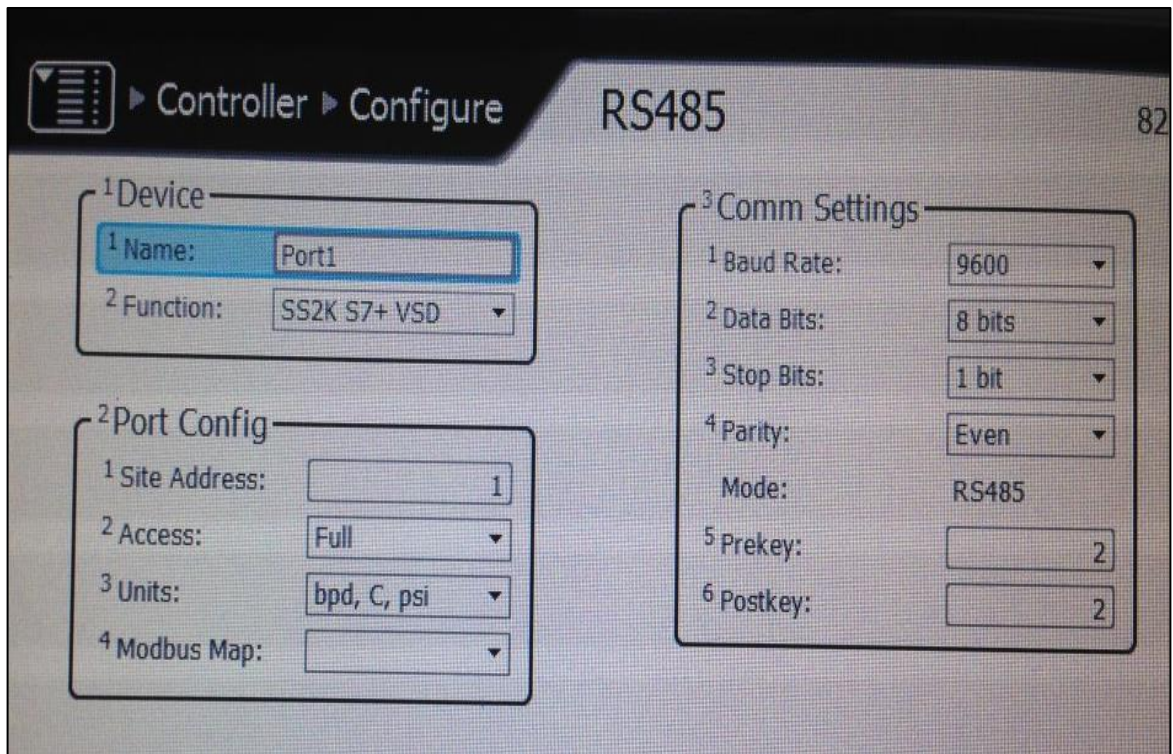 Controller Configure RS485 82
1 Device
1 Name: Port1
2 Function: SS2K S7+ VSD
2 Port Config
1 Site Address: 1
2 Access: Full
3 Units: bpd, C, psi
4 Modbus Map:
3 Comm Settings
1 Baud Rate: 9600
2 Data Bits: 8 bits
3 Stop Bits: 1 bit
4 Parity: Even
Mode: RS485
5 Prekey: 2
6 Postkey: 2